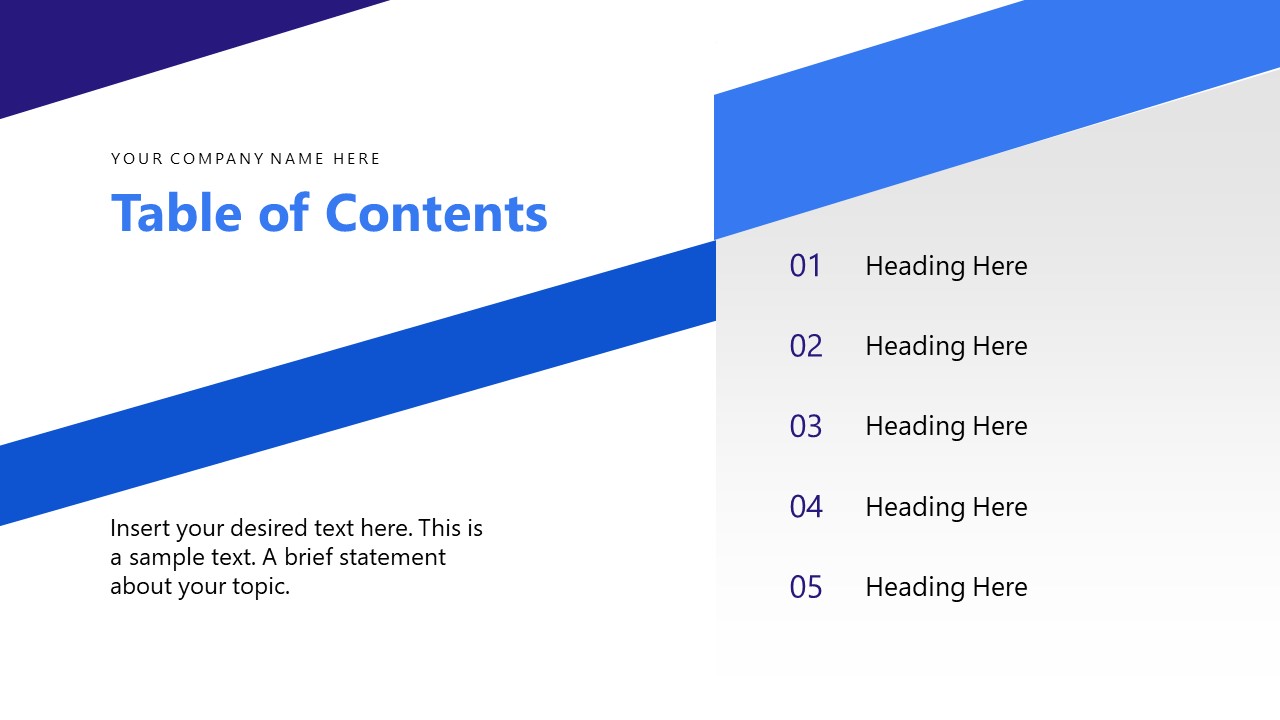 YOUR COMPANY NAME HERE
Table of Contents
Insert your desired text here. This is
a sample text. A brief statement
about your topic.
01 Heading Here
02 Heading Here
03 Heading Here
04 Heading Here
05 Heading Here